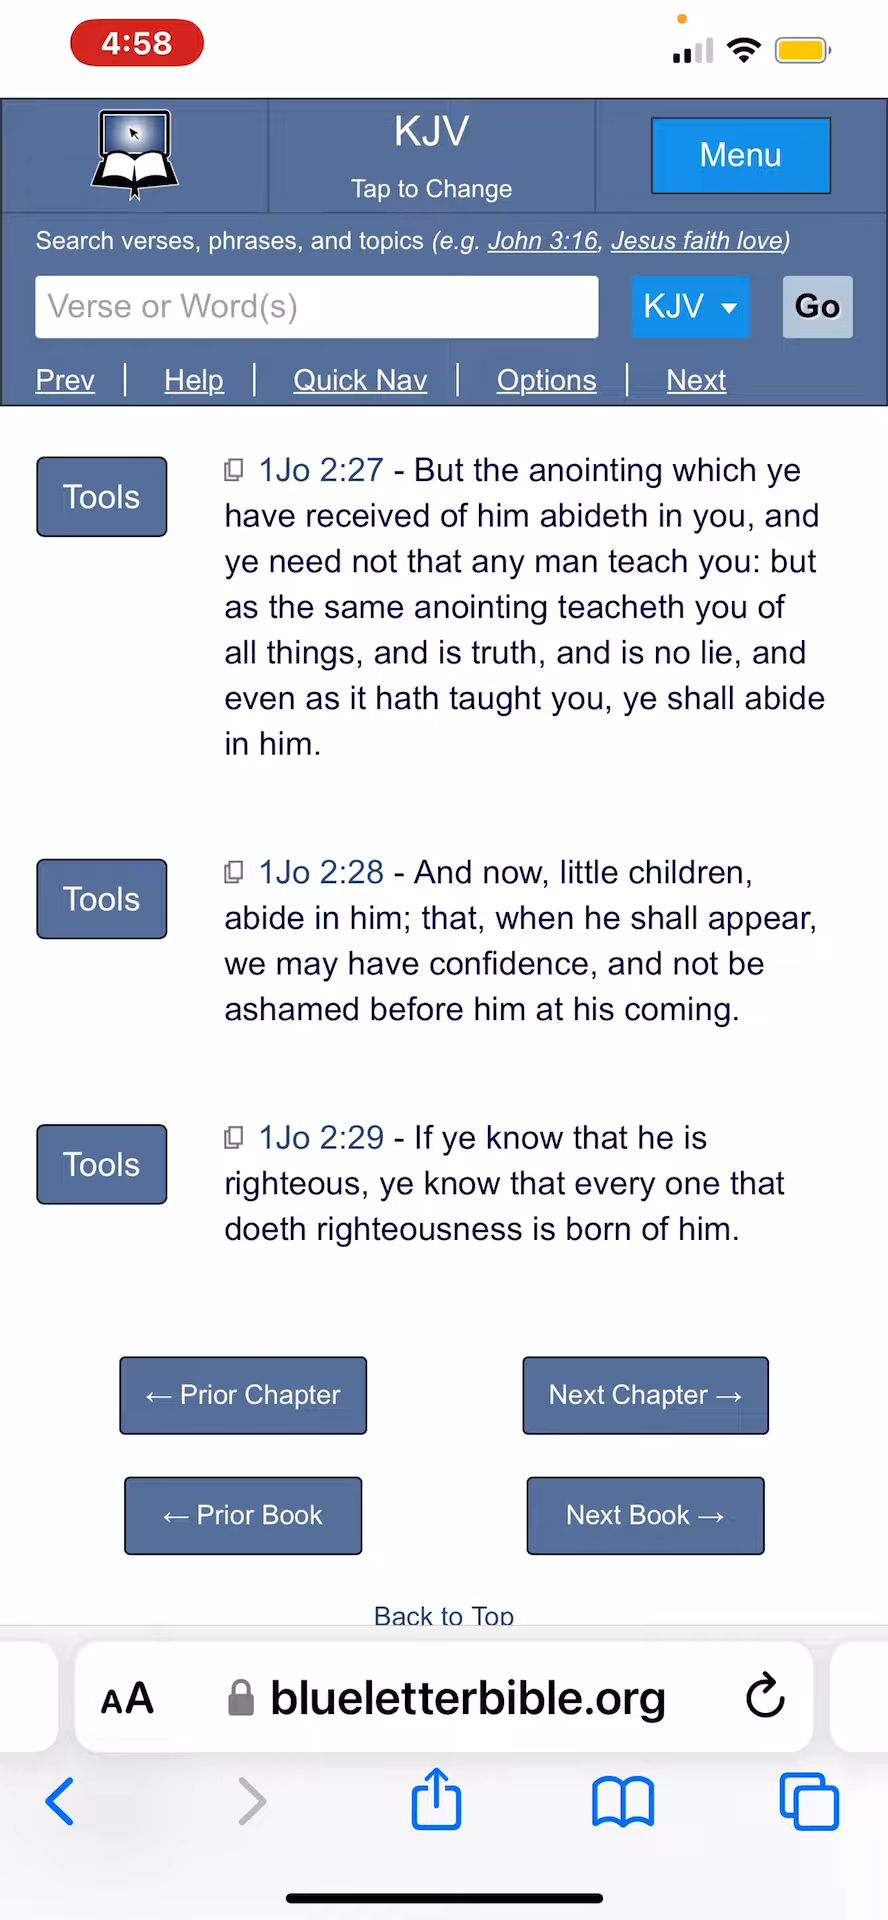 4:58
KJV
Tap to Change
Menu
Search verses, phrases, and topics (e.g. John 3:16, Jesus faith love)
Verse or Word(s)
KJV
Go
Prev | Help | Quick Nav | Options | Next
Tools
1Jo 2:27 - But the anointing which ye
have received of him abideth in you, and
ye need not that any man teach you: but
as the same anointing teacheth you of
all things, and is truth, and is no lie, and
even as it hath taught you, ye shall abide
in him.
Tools
1Jo 2:28 - And now, little children,
abide in him; that, when he shall appear,
we may have confidence, and not be
ashamed before him at his coming.
Tools
1Jo 2:29 - If ye know that he is
righteous, ye know that every one that
doeth righteousness is born of him.
← Prior Chapter
Next Chapter →
← Prior Book
Next Book →
Back to Top
AA
blueletterbible.org